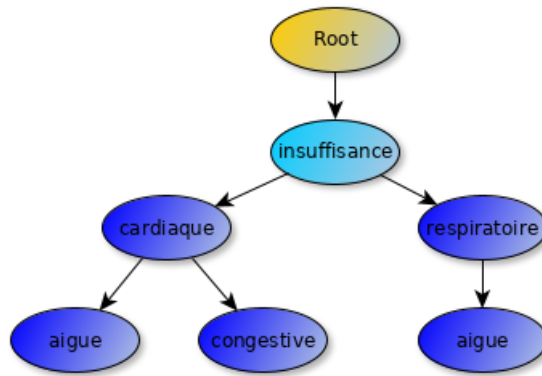 Root
insuffisance
cardiaque
respiratoire
aigue
congestive
aigue